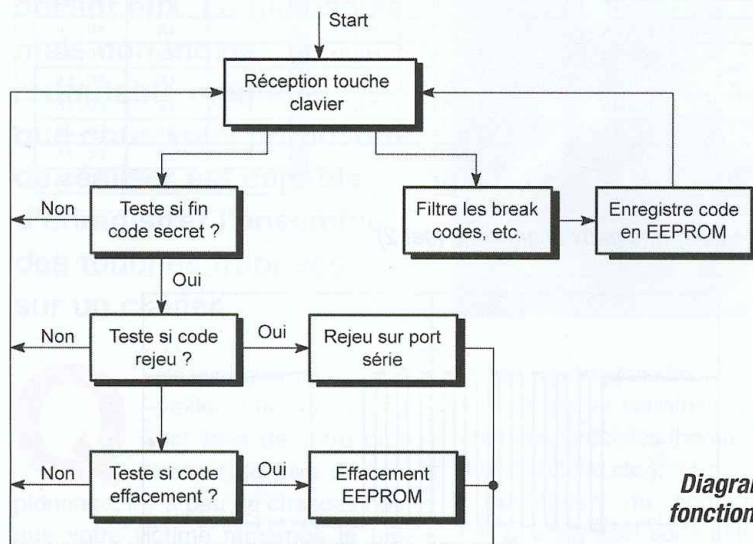 Start
Réception touche
clavier
Non
Teste si fin
code secret ?
Filtre les break
codes, etc.
Enregistre code
en EEPROM
Oui
Non
Teste si code
rejeu ?
Oui
Rejeu sur port
série
Non
Teste si code
effacement ?
Oui
Effacement
EEPROM
Diagra
fonction